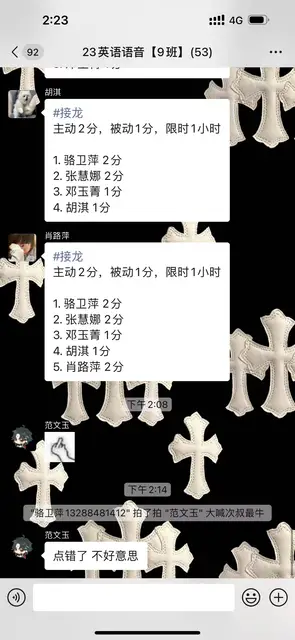 2:23
4G
92
23英语语音【9班】(53)
胡淇
#接龙
主动2分，被动1分，限时1小时
1. 骆卫萍 2分
2. 张慧娜 2分
3. 邓玉菁 1分
4. 胡淇 1分
肖路萍
#接龙
主动2分，被动1分，限时1小时
1. 骆卫萍 2分
2. 张慧娜 2分
3. 邓玉菁 1分
4. 胡淇 1分
5. 肖路萍 2分
下午2:08
范文玉
下午2:14
"骆卫萍13288481412" 拍了拍 "范文玉" 大喊次叔最牛
范文玉
点错了 不好意思